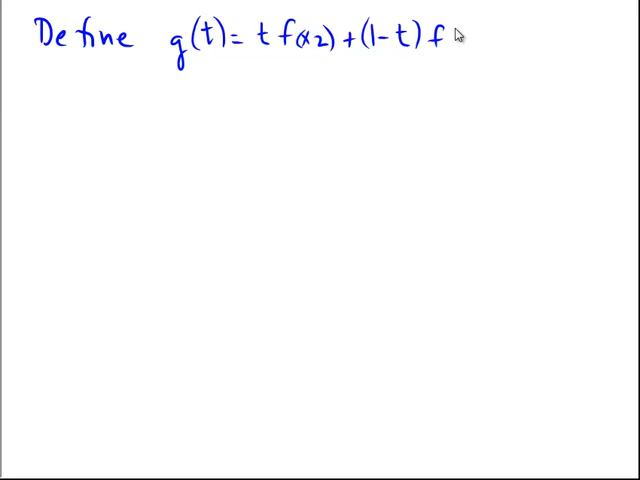 Define g(t) = t f(x2) + (1-t) f